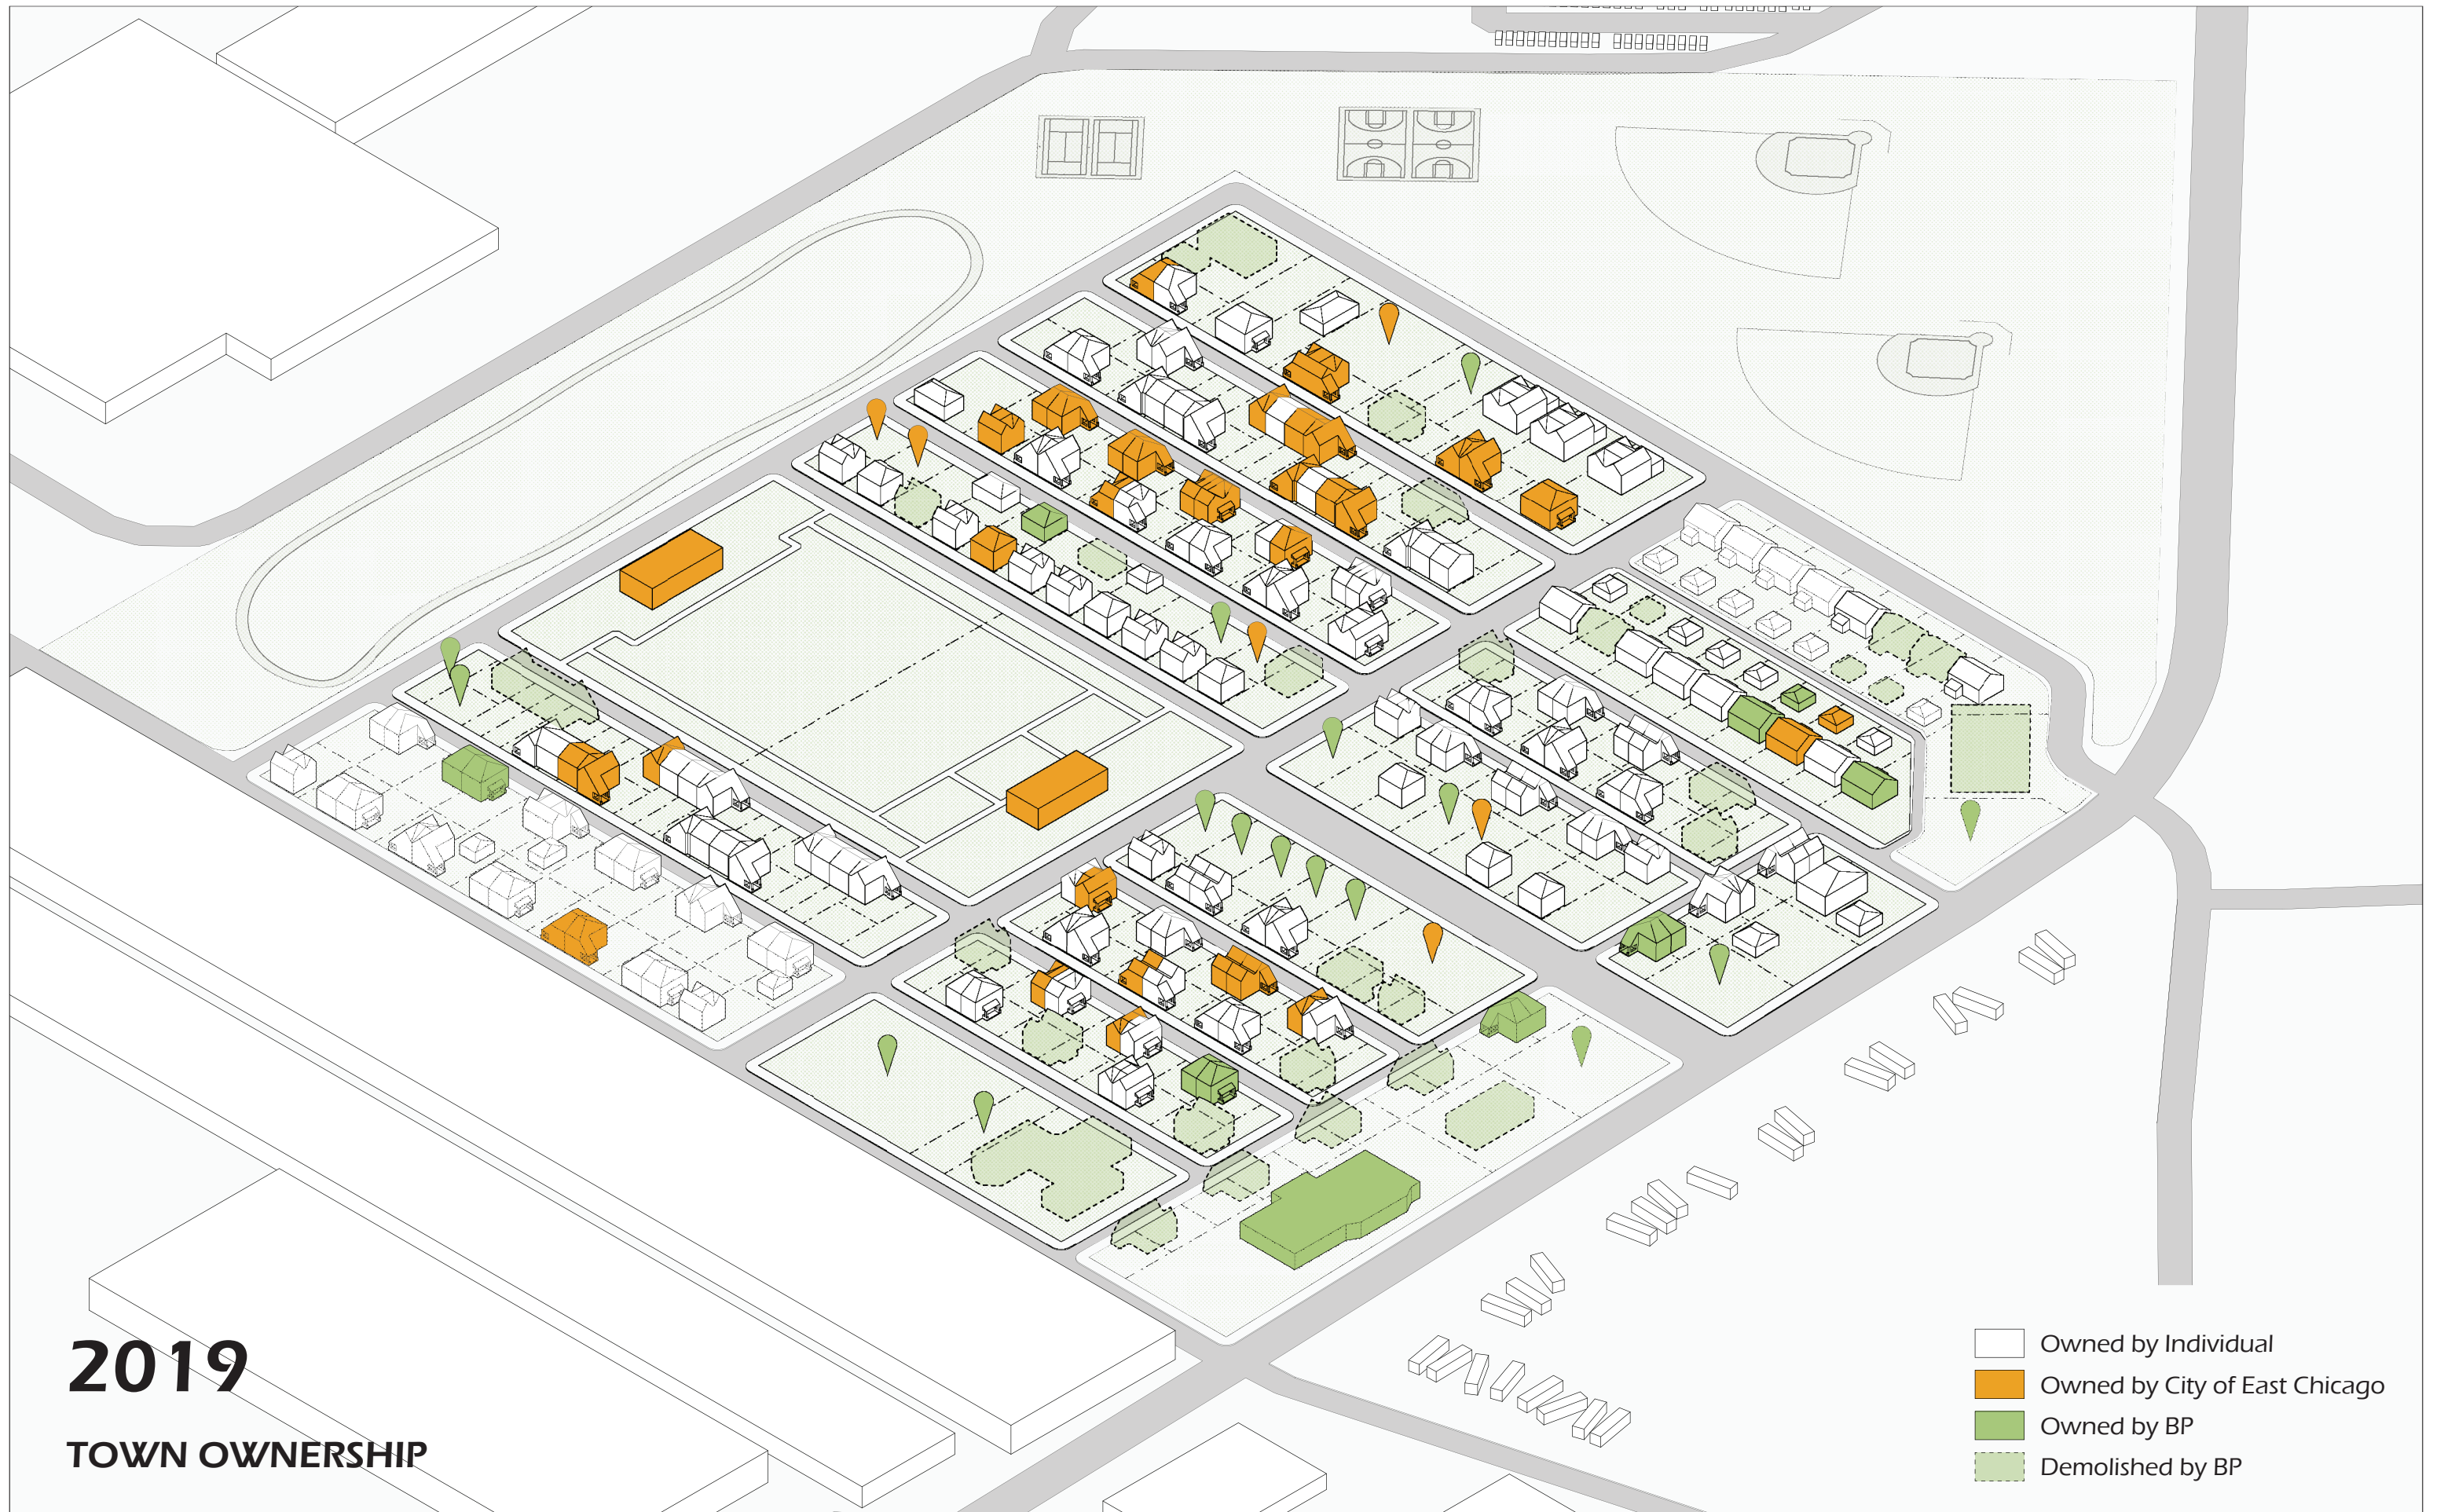 2019
TOWN OWNERSHIP
Owned by Individual
Owned by City of East Chicago
Owned by BP
Demolished by BP